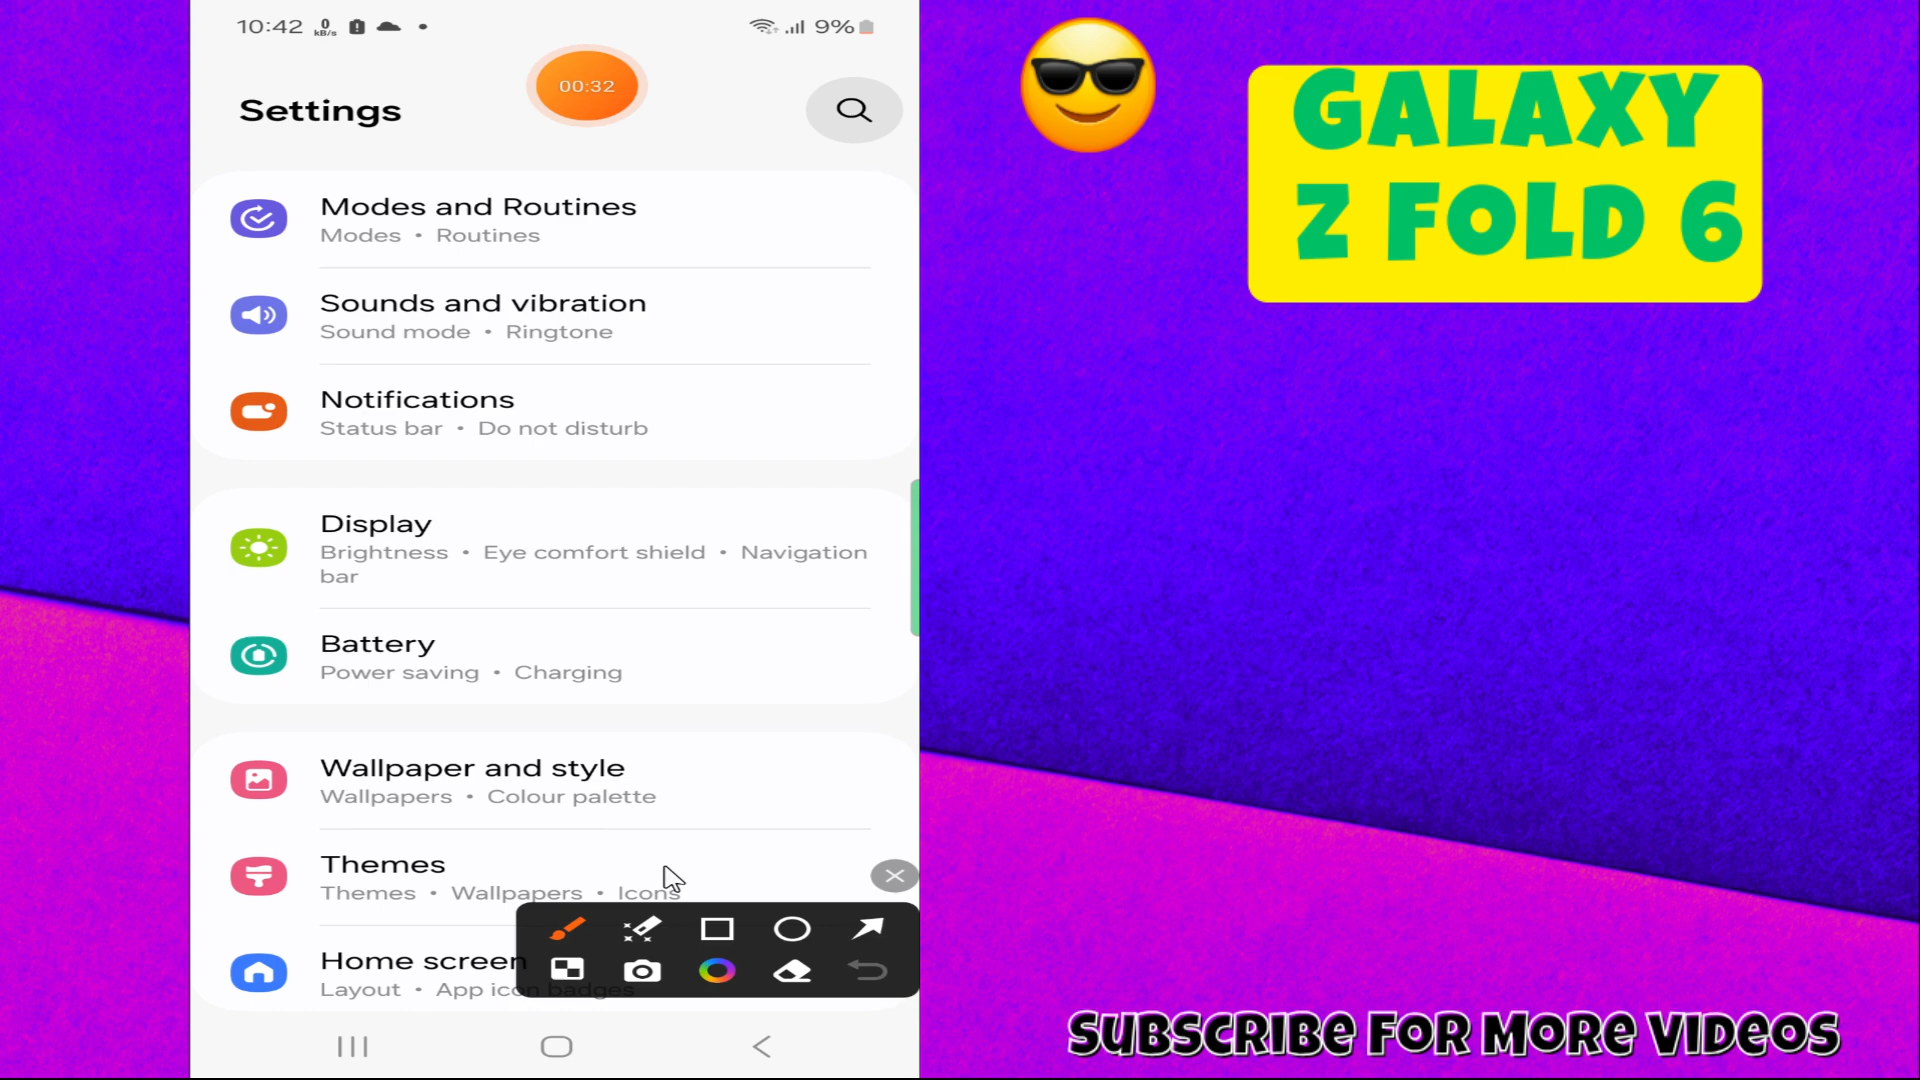 10:42
0
kB/s
9%
00:32
Settings
Modes and Routines
Modes • Routines
Sounds and vibration
Sound mode • Ringtone
Notifications
Status bar • Do not disturb
Display
Brightness • Eye comfort shield • Navigation
bar
Battery
Power saving • Charging
Wallpaper and style
Wallpapers • Colour palette
Themes
Themes • Wallpapers • Icons
Home screen
Layout • App icon badges
GALAXY
Z FOLD 6
SUBSCRIBE FOR MORE VIDEOS